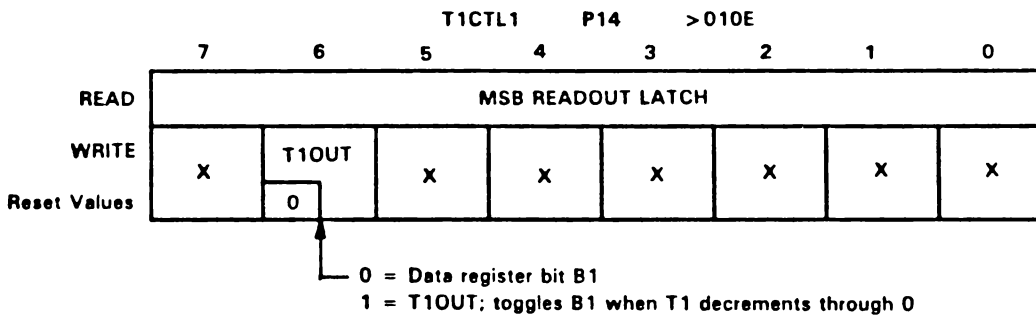 T1CTL1 P14 >010E
7 6 5 4 3 2 1 0
READ MSB READOUT LATCH
WRITE T1OUT
X X X X X X X
Reset Values 0
0 = Data register bit B1
1 = T1OUT; toggles B1 when T1 decrements through 0